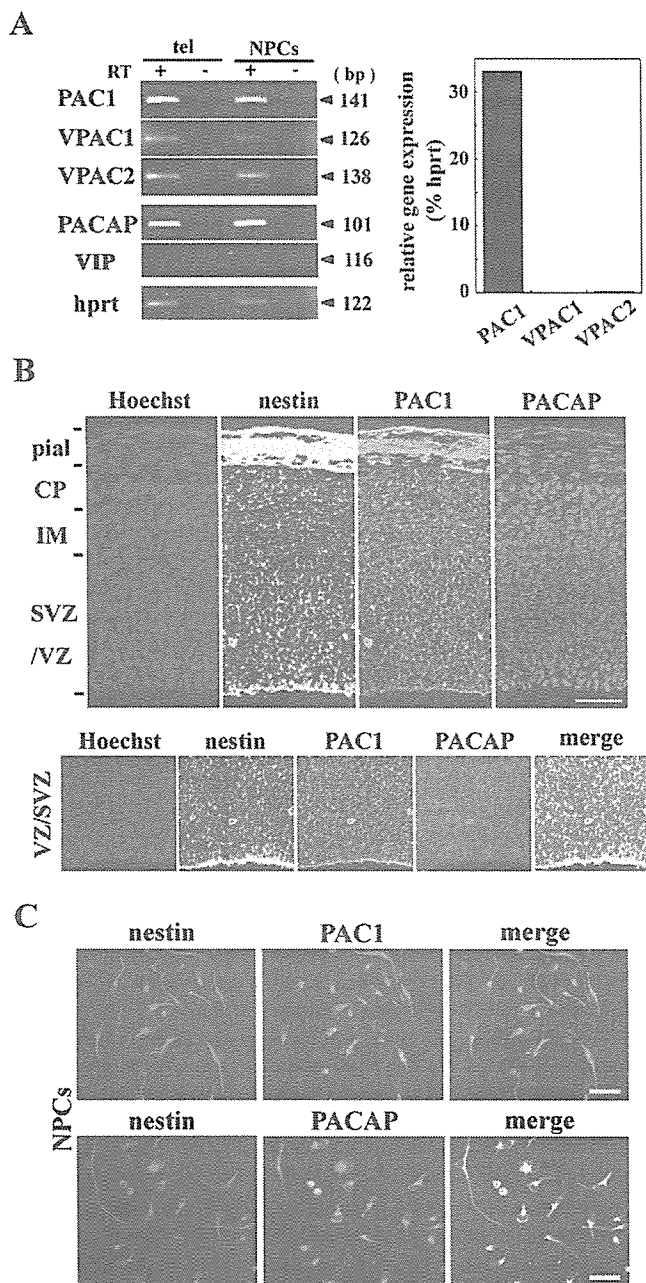 A
tel NPCs
RT + - + - ( bp )
PAC1 141
VPAC1 126
VPAC2 138
PACAP 101
VIP 116
hprt 122
relative gene expression
(% hprt)
30
20
10
0
PAC1 VPAC1 VPAC2
B
Hoechst nestin PAC1 PACAP
pial
CP
IM
SVZ
/VZ
Hoechst nestin PAC1 PACAP merge
VZ/SVZ
C
nestin PAC1 merge
NPCs
nestin PACAP merge